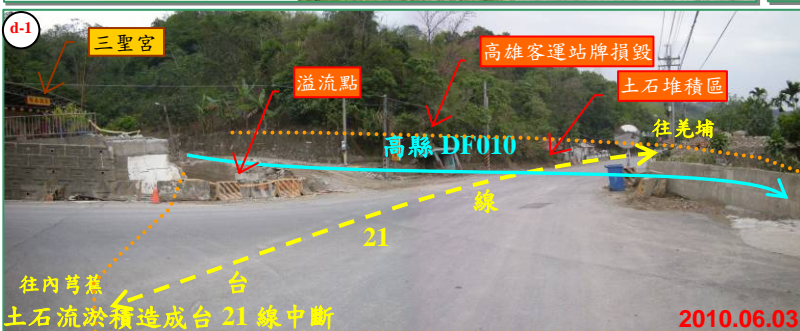 d-1
三聖宮
高雄客運站牌損毀
溢流點
土石堆積區
往羌埔
高縣 DF010
線
21
台
往內芎蕉
土石流淤積造成台 21 線中斷
2010.06.03